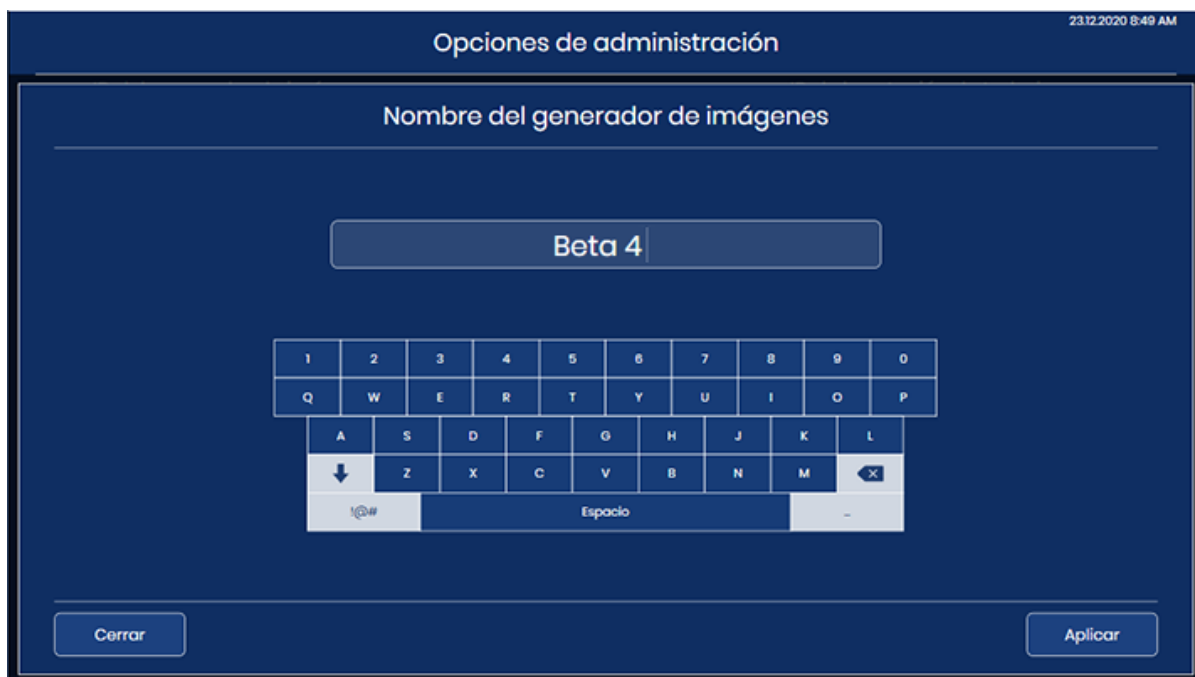 23.12.2020 8:49 AM
Opciones de administración
Nombre del generador de imágenes
Beta 4
1 2 3 4 5 6 7 8 9 0
Q W E R T Y U I O P
A S D F G H J K L
Z X C V B N M
!@# Espacio _
Cerrar Aplicar